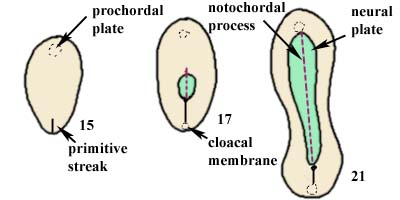 prochordal
plate
15
primitive
streak
17
cloacal
membrane
notochordal
process
neural
plate
21